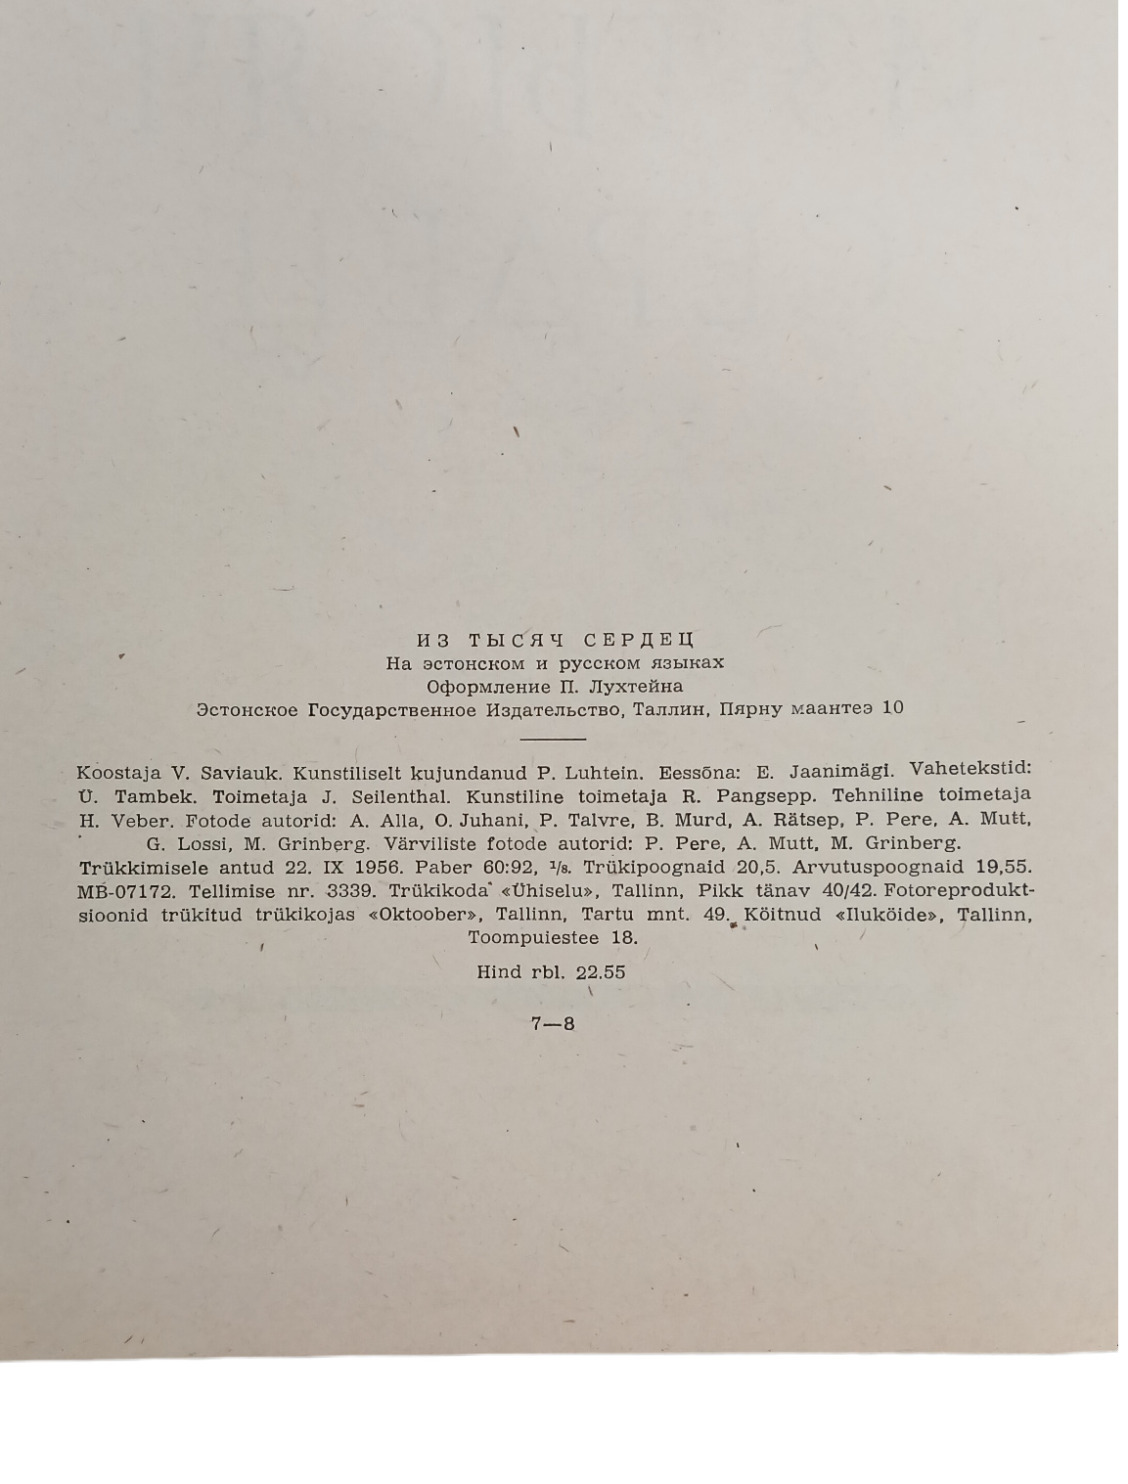 ИЗ ТЫСЯЧ СЕРДЕЦ
На эстонском и русском языках
Оформление П. Лухтейна
Эстонское Государственное Издательство, Таллин, Пярну маантеэ 10
Koostaja V. Saviauk. Kunstiliselt kujundanud P. Luhtein. Eessõna: E. Jaanimägi. Vahetekstid:
Ü. Tambek. Toimetaja J. Seilenthal. Kunstiline toimetaja R. Pangsepp. Tehniline toimetaja
H. Veber. Fotode autorid: A. Alla, O. Juhani, P. Talvre, B. Murd, A. Rätsep, P. Pere, A. Mutt,
G. Lossi, M. Grinberg. Värviliste fotode autorid: P. Pere, A. Mutt, M. Grinberg.
Trükkimisele antud 22. IX 1956. Paber 60:92, 1/8. Trükipoognaid 20,5. Arvutuspoognaid 19,55.
MB-07172. Tellimise nr. 3339. Trükikoda «Ühiselu», Tallinn, Pikk tänav 40/42. Fotoreprodukt-
sioonid trükitud trükikojas «Oktoober», Tallinn, Tartu mnt. 49. Köitnud «Iluköide», Tallinn,
Toompuiestee 18.
Hind rbl. 22.55
7—8